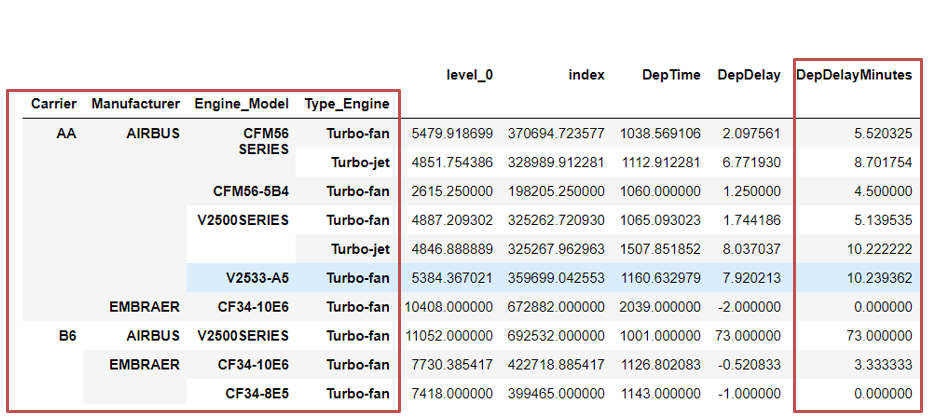 level_0 index DepTime DepDelay DepDelayMinutes
Carrier Manufacturer Engine_Model Type_Engine
AA AIRBUS CFM56 Turbo-fan 5479.918699 370694.723577 1038.569106 2.097561 5.520325
SERIES
Turbo-jet 4851.754386 328989.912281 1112.912281 6.771930 8.701754
CFM56-5B4 Turbo-fan 2615.250000 198205.250000 1060.000000 1.250000 4.500000
V2500SERIES Turbo-fan 4887.209302 325262.720930 1065.093023 1.744186 5.139535
Turbo-jet 4846.888889 325267.962963 1507.851852 8.037037 10.222222
V2533-A5 Turbo-fan 5384.367021 359699.042553 1160.632979 7.920213 10.239362
EMBRAER CF34-10E6 Turbo-fan 10408.000000 672882.000000 2039.000000 -2.000000 0.000000
B6 AIRBUS V2500SERIES Turbo-fan 11052.000000 692532.000000 1001.000000 73.000000 73.000000
EMBRAER CF34-10E6 Turbo-fan 7730.385417 422718.885417 1126.802083 -0.520833 3.333333
CF34-8E5 Turbo-fan 7418.000000 399465.000000 1143.000000 -1.000000 0.000000